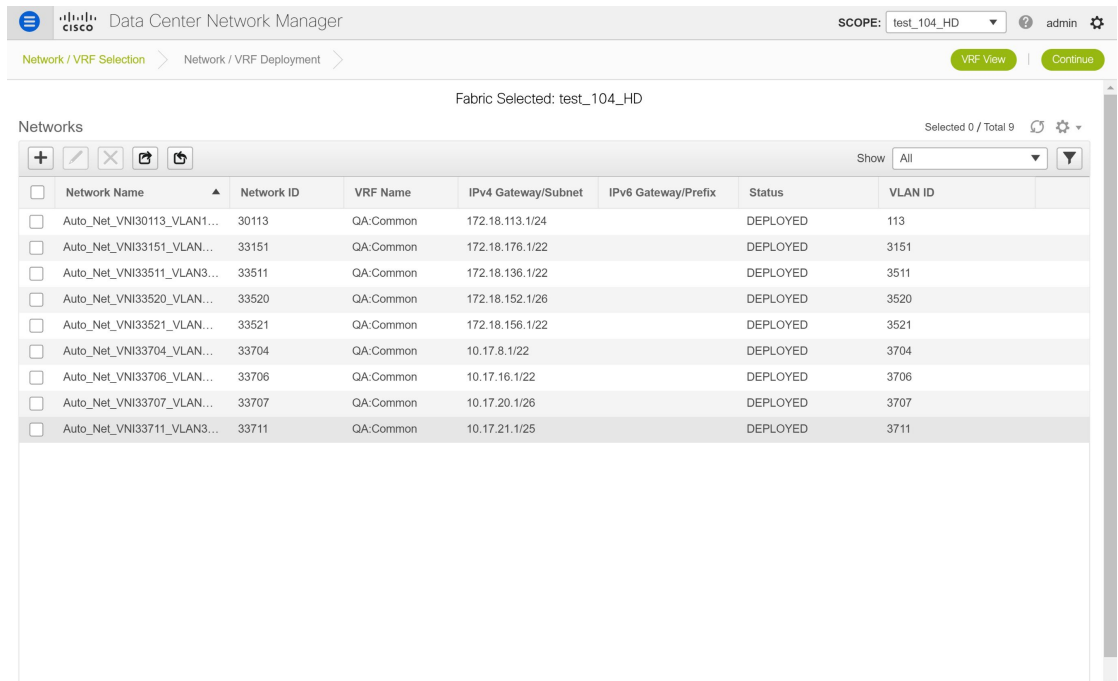 cisco Data Center Network Manager SCOPE: test_104_HD admin
Network / VRF Selection Network / VRF Deployment VRF View Continue
Fabric Selected: test_104_HD
Networks Selected 0 / Total 9
Show All
Network Name Network ID VRF Name IPv4 Gateway/Subnet IPv6 Gateway/Prefix Status VLAN ID
Auto_Net_VNI30113_VLAN1... 30113 QA:Common 172.18.113.1/24 DEPLOYED 113
Auto_Net_VNI33151_VLAN... 33151 QA:Common 172.18.176.1/22 DEPLOYED 3151
Auto_Net_VNI33511_VLAN3... 33511 QA:Common 172.18.136.1/22 DEPLOYED 3511
Auto_Net_VNI33520_VLAN... 33520 QA:Common 172.18.152.1/26 DEPLOYED 3520
Auto_Net_VNI33521_VLAN... 33521 QA:Common 172.18.156.1/22 DEPLOYED 3521
Auto_Net_VNI33704_VLAN... 33704 QA:Common 10.17.8.1/22 DEPLOYED 3704
Auto_Net_VNI33706_VLAN... 33706 QA:Common 10.17.16.1/22 DEPLOYED 3706
Auto_Net_VNI33707_VLAN... 33707 QA:Common 10.17.20.1/26 DEPLOYED 3707
Auto_Net_VNI33711_VLAN3... 33711 QA:Common 10.17.21.1/25 DEPLOYED 3711